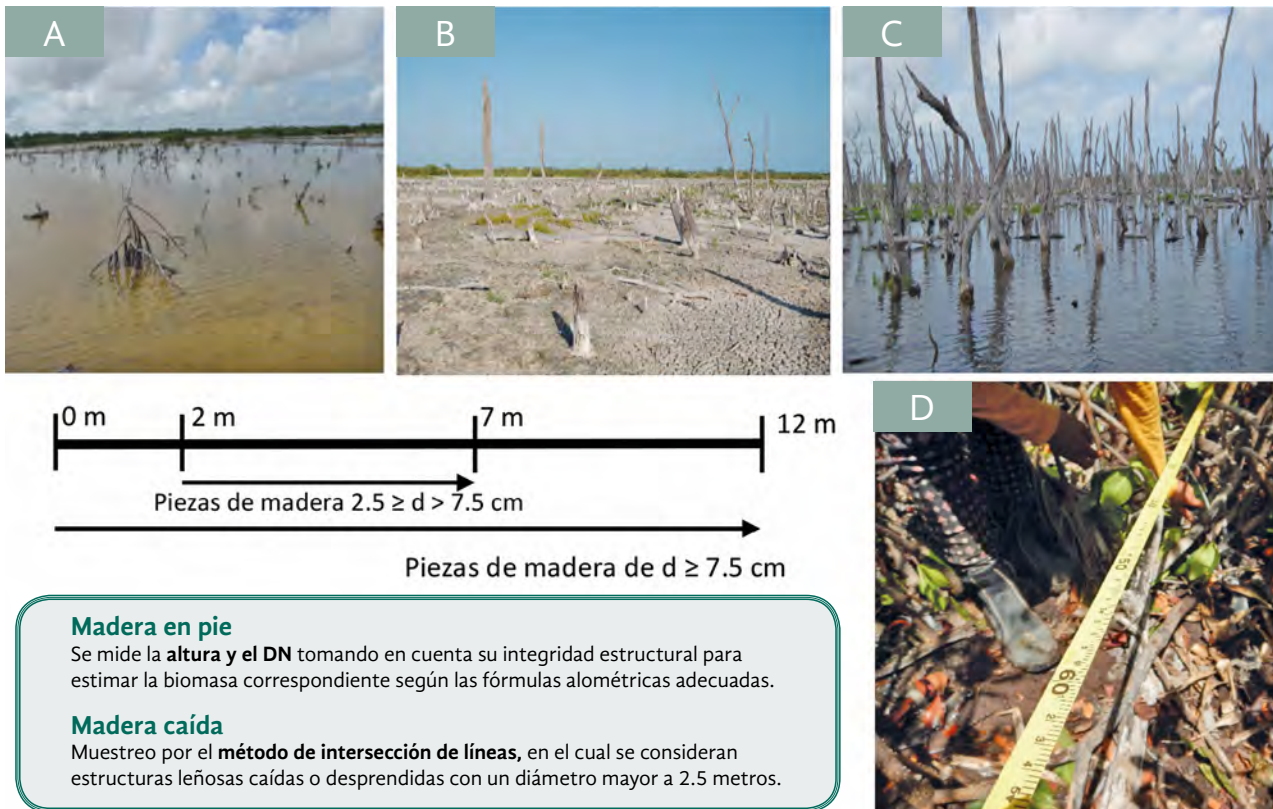 A
B
C
0 m
2 m
7 m
12 m
Piezas de madera 2.5 ≥ d > 7.5 cm
Piezas de madera de d ≥ 7.5 cm
D
60
Madera en pie
Se mide la altura y el DN tomando en cuenta su integridad estructural para
estimar la biomasa correspondiente según las fórmulas alométricas adecuadas.
Madera caída
Muestreo por el método de intersección de líneas, en el cual se consideran
estructuras leñosas caídas o desprendidas con un diámetro mayor a 2.5 metros.